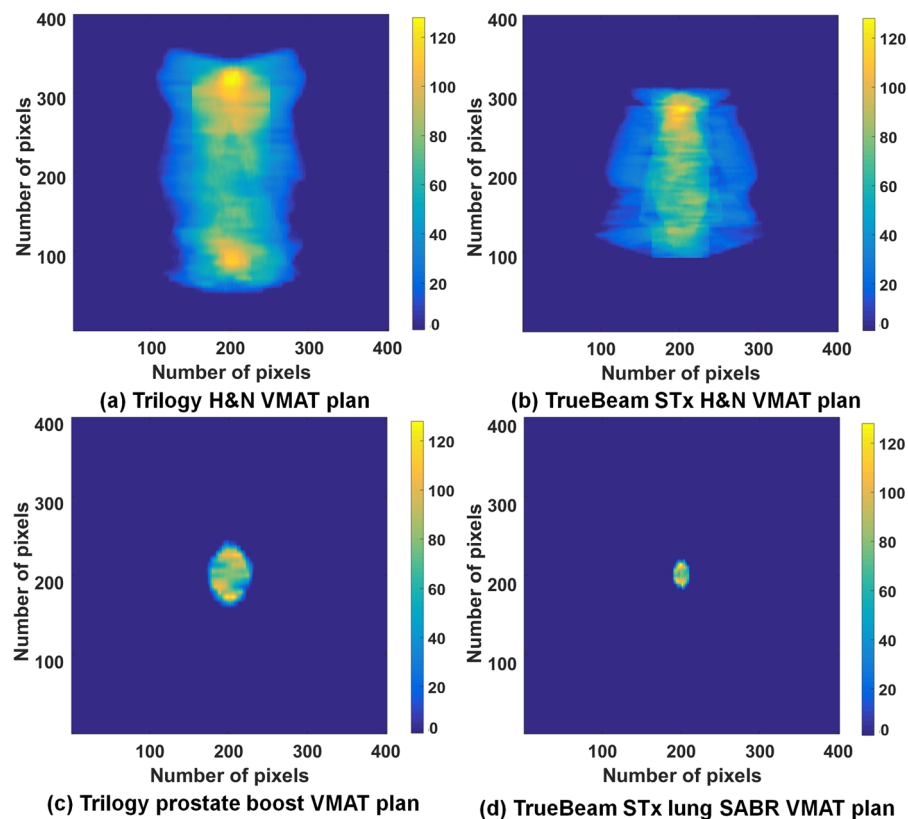 400
300
200
100
Number of pixels
100 200 300 400
Number of pixels
120
100
80
60
40
20
0
(a) Trilogy H&N VMAT plan
400
300
200
100
Number of pixels
100 200 300 400
Number of pixels
120
100
80
60
40
20
0
(b) TrueBeam STx H&N VMAT plan
400
300
200
100
Number of pixels
100 200 300 400
Number of pixels
120
100
80
60
40
20
0
(c) Trilogy prostate boost VMAT plan
400
300
200
100
Number of pixels
100 200 300 400
Number of pixels
120
100
80
60
40
20
0
(d) TrueBeam STx lung SABR VMAT plan